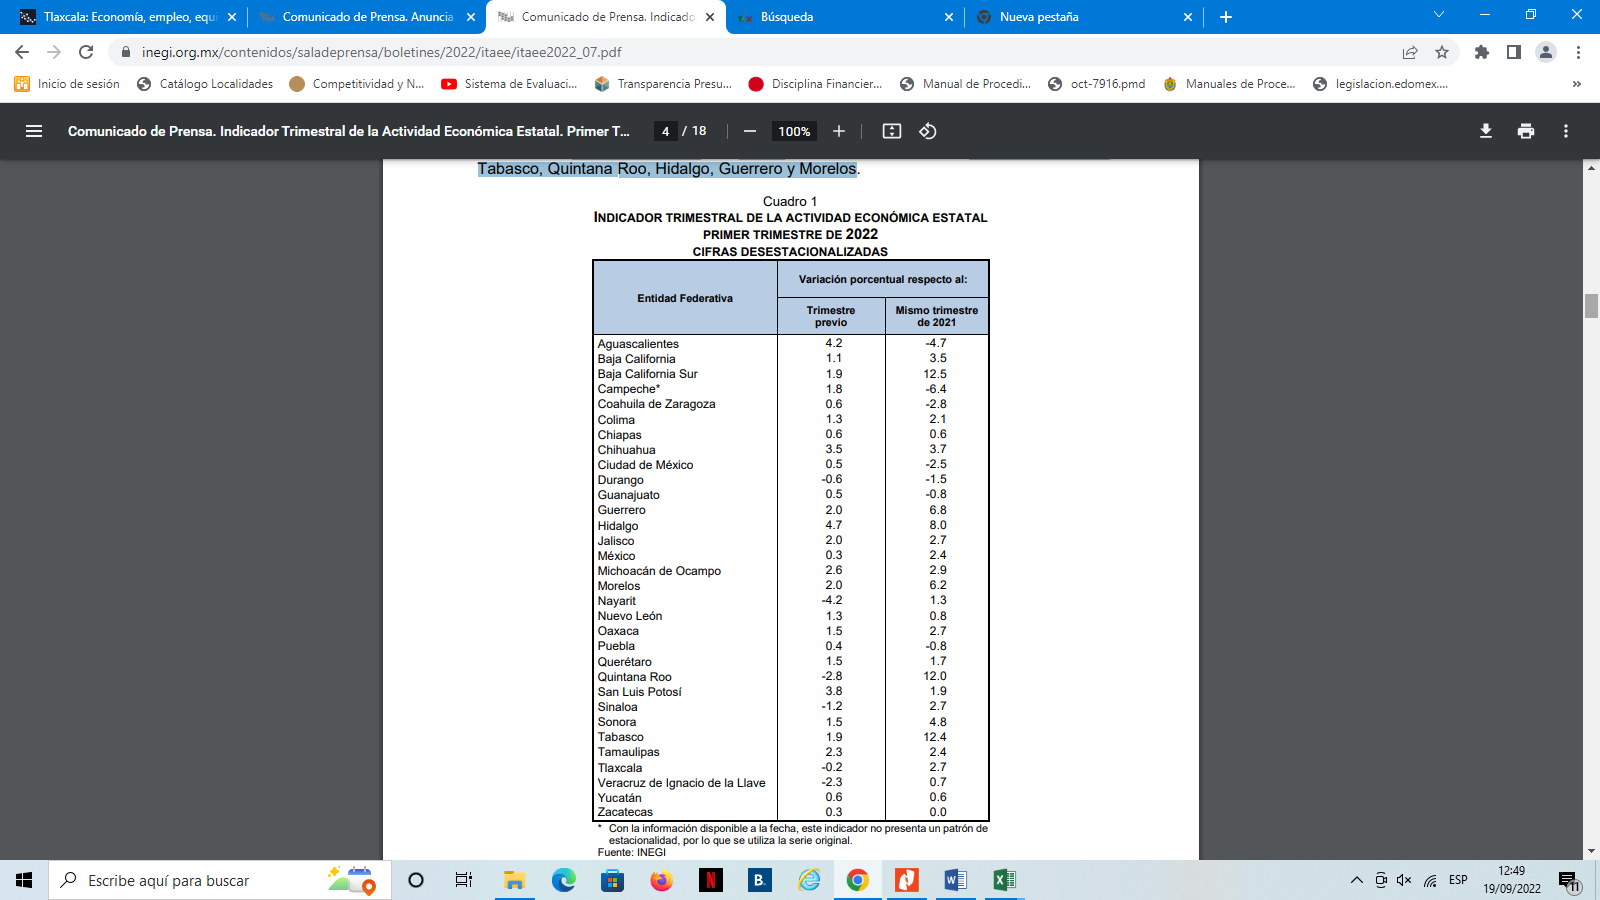 Tlaxcala: Economía, empleo, equ
Comunicado de Prensa. Anuncia
Comunicado de Prensa. Indicado
Búsqueda
Nueva pestaña
inegi.org.mx/contenidos/saladeprensa/boletines/2022/itaee/itaee2022_07.pdf
Inicio de sesión
Catálogo Localidades
Competitividad y N...
Sistema de Evaluaci...
Transparencia Presu...
Disciplina Financier...
Manual de Procedi...
oct-7916.pmd
Manuales de Proce...
legislacion.edomex....
»
Comunicado de Prensa. Indicador Trimestral de la Actividad Económica Estatal. Primer T...
4 / 18
100%
Tabasco, Quintana Roo, Hidalgo, Guerrero y Morelos.
Cuadro 1
INDICADOR TRIMESTRAL DE LA ACTIVIDAD ECONÓMICA ESTATAL
PRIMER TRIMESTRE DE 2022
CIFRAS DESESTACIONALIZADAS
Entidad Federativa
Variación porcentual respecto al:
Trimestre previo
Mismo trimestre de 2021
Aguascalientes 4.2 -4.7
Baja California 1.1 3.5
Baja California Sur 1.9 12.5
Campeche* 1.8 -6.4
Coahuila de Zaragoza 0.6 -2.8
Colima 1.3 2.1
Chiapas 0.6 0.6
Chihuahua 3.5 3.7
Ciudad de México 0.5 -2.5
Durango -0.6 -1.5
Guanajuato 0.5 -0.8
Guerrero 2.0 6.8
Hidalgo 4.7 8.0
Jalisco 2.0 2.7
México 0.3 2.4
Michoacán de Ocampo 2.6 2.9
Morelos 2.0 6.2
Nayarit -4.2 1.3
Nuevo León 1.3 0.8
Oaxaca 1.5 2.7
Puebla 0.4 -0.8
Querétaro 1.5 1.7
Quintana Roo -2.8 12.0
San Luis Potosí 3.8 1.9
Sinaloa -1.2 2.7
Sonora 1.5 4.8
Tabasco 1.9 12.4
Tamaulipas 2.3 2.4
Tlaxcala -0.2 2.7
Veracruz de Ignacio de la Llave -2.3 0.7
Yucatán 0.6 0.6
Zacatecas 0.3 0.0
* Con la información disponible a la fecha, este indicador no presenta un patrón de
estacionalidad, por lo que se utiliza la serie original.
Fuente: INEGI
Escribe aquí para buscar
N
B.
ESP
12:49
19/09/2022
11